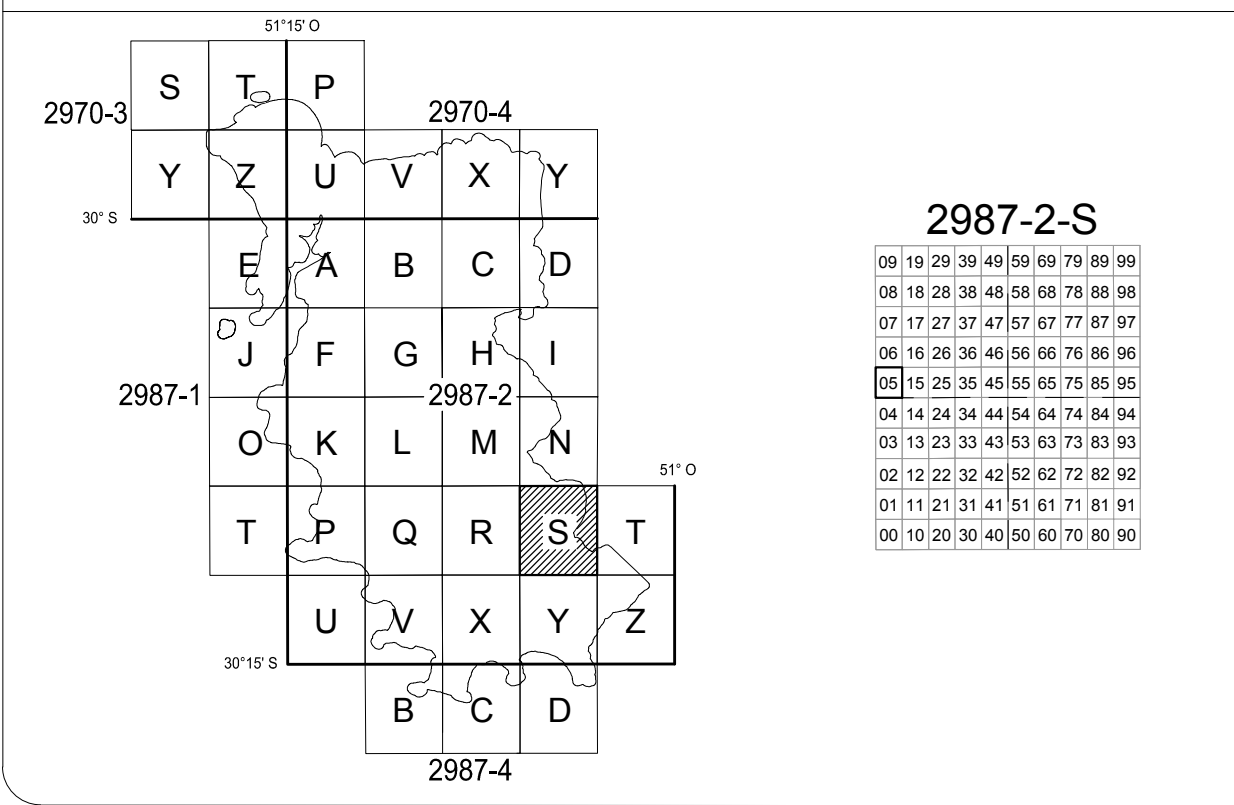 51°15' O
S T P
2970-3 2970-4
Y Z U V X Y
30° S
E A B C D
J F G H I
2987-1 2987-2
O K L M N
51° O
T P Q R S T
U V X Y Z
30°15' S
B C D
2987-4
2987-2-S
09 19 29 39 49 59 69 79 89 99
08 18 28 38 48 58 68 78 88 98
07 17 27 37 47 57 67 77 87 97
06 16 26 36 46 56 66 76 86 96
05 15 25 35 45 55 65 75 85 95
04 14 24 34 44 54 64 74 84 94
03 13 23 33 43 53 63 73 83 93
02 12 22 32 42 52 62 72 82 92
01 11 21 31 41 51 61 71 81 91
00 10 20 30 40 50 60 70 80 90